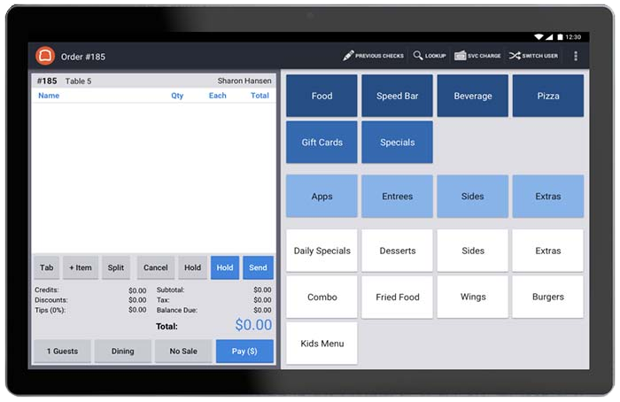 12:30
Order #185
PREVIOUS CHECKS LOOKUP SVC CHARGE SWITCH USER
#185 Table 5 Sharon Hansen
Name Qty Each Total
Tab + Item Split Cancel Hold Hold Send
Credits: $0.00 Subtotal: $0.00
Discounts: $0.00 Tax: $0.00
Tips (0%): $0.00 Balance Due: $0.00
Total: $0.00
1 Guests Dining No Sale Pay ($)
Food Speed Bar Beverage Pizza
Gift Cards Specials
Apps Entrees Sides Extras
Daily Specials Desserts Sides Extras
Combo Fried Food Wings Burgers
Kids Menu